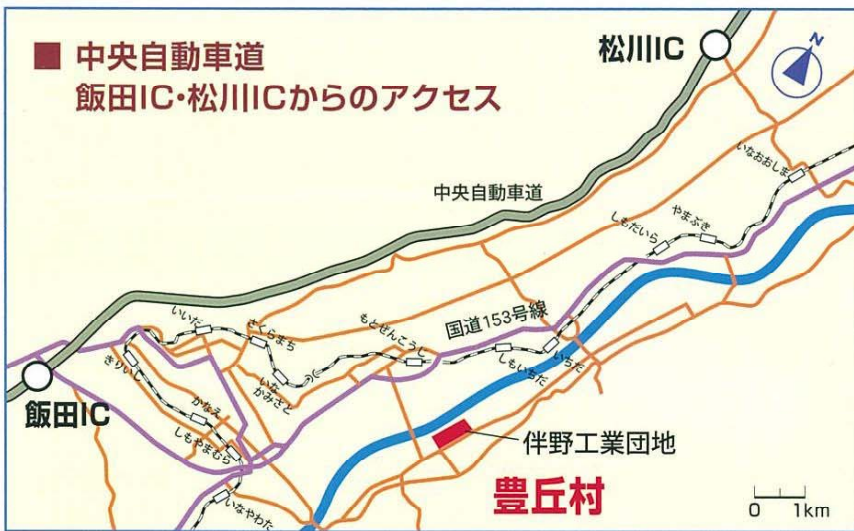 ■ 中央自動車道
飯田IC・松川ICからのアクセス
松川IC
N
いなおおしま
中央自動車道
やまぶき
しもだいら
国道153号線
いいだ
さくらまち
もとぜんこうじ
いちだ
しもいちだ
きりいし
いな
かみさと
飯田IC
かなえ
しもやまむら
伴野工業団地
豊丘村
いなやわた
0 1km